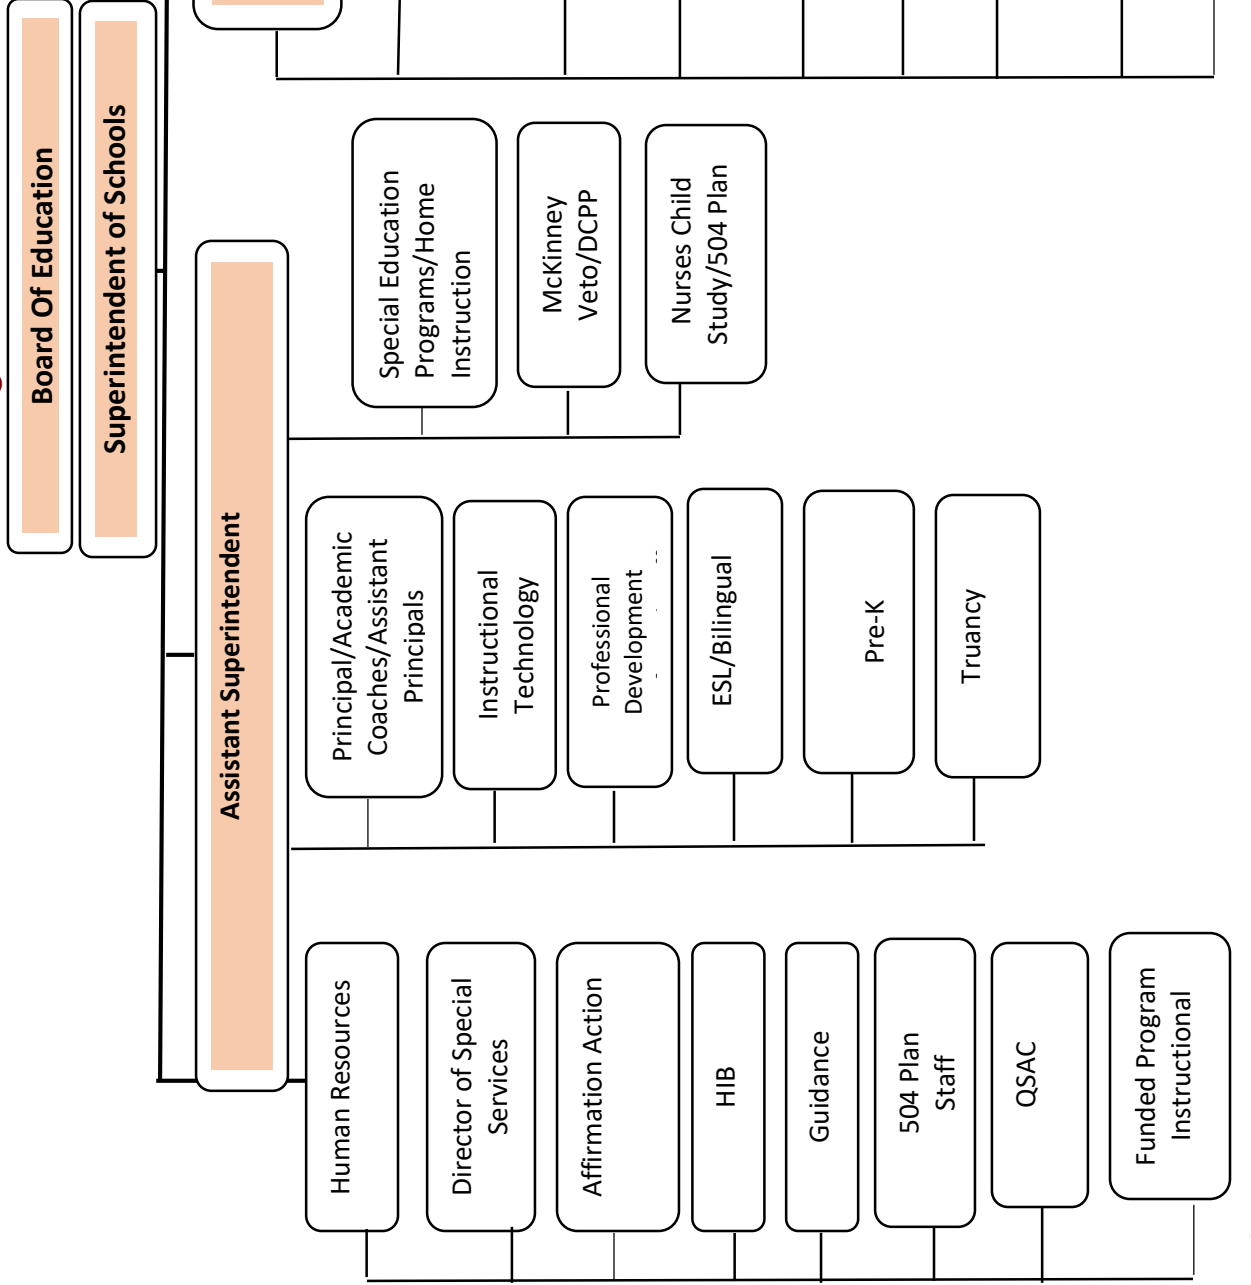 Board Of Education
Superintendent of Schools
Assistant Superintendent
Human Resources
Director of Special
Services
Affirmation Action
HIB
Guidance
504 Plan
Staff
QSAC
Funded Program
Instructional
Principal/Academic
Coaches/Assistant
Principals
Instructional
Technology
Professional
Development
ESL/Bilingual
Pre-K
Truancy
Special Education
Programs/Home
Instruction
McKinney
Veto/DCPP
Nurses Child
Study/504 Plan